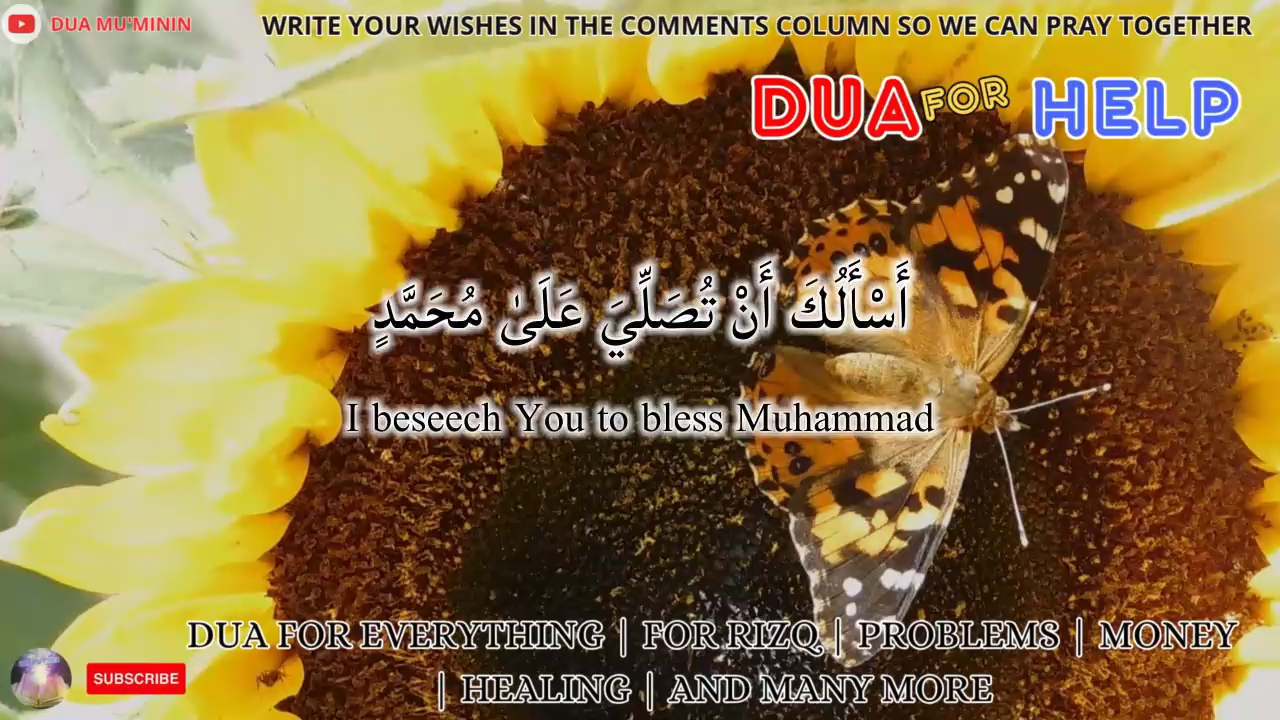 DUA MU'MININ
WRITE YOUR WISHES IN THE COMMENTS COLUMN SO WE CAN PRAY TOGETHER
DUA FOR HELP
أَسْأَلُكَ أَنْ تُصَلِّيَ عَلَىٰ مُحَمَّدٍ
I beseech You to bless Muhammad
DUA FOR EVERYTHING | FOR RIZQ | PROBLEMS | MONEY
| HEALING | AND MANY MORE
SUBSCRIBE